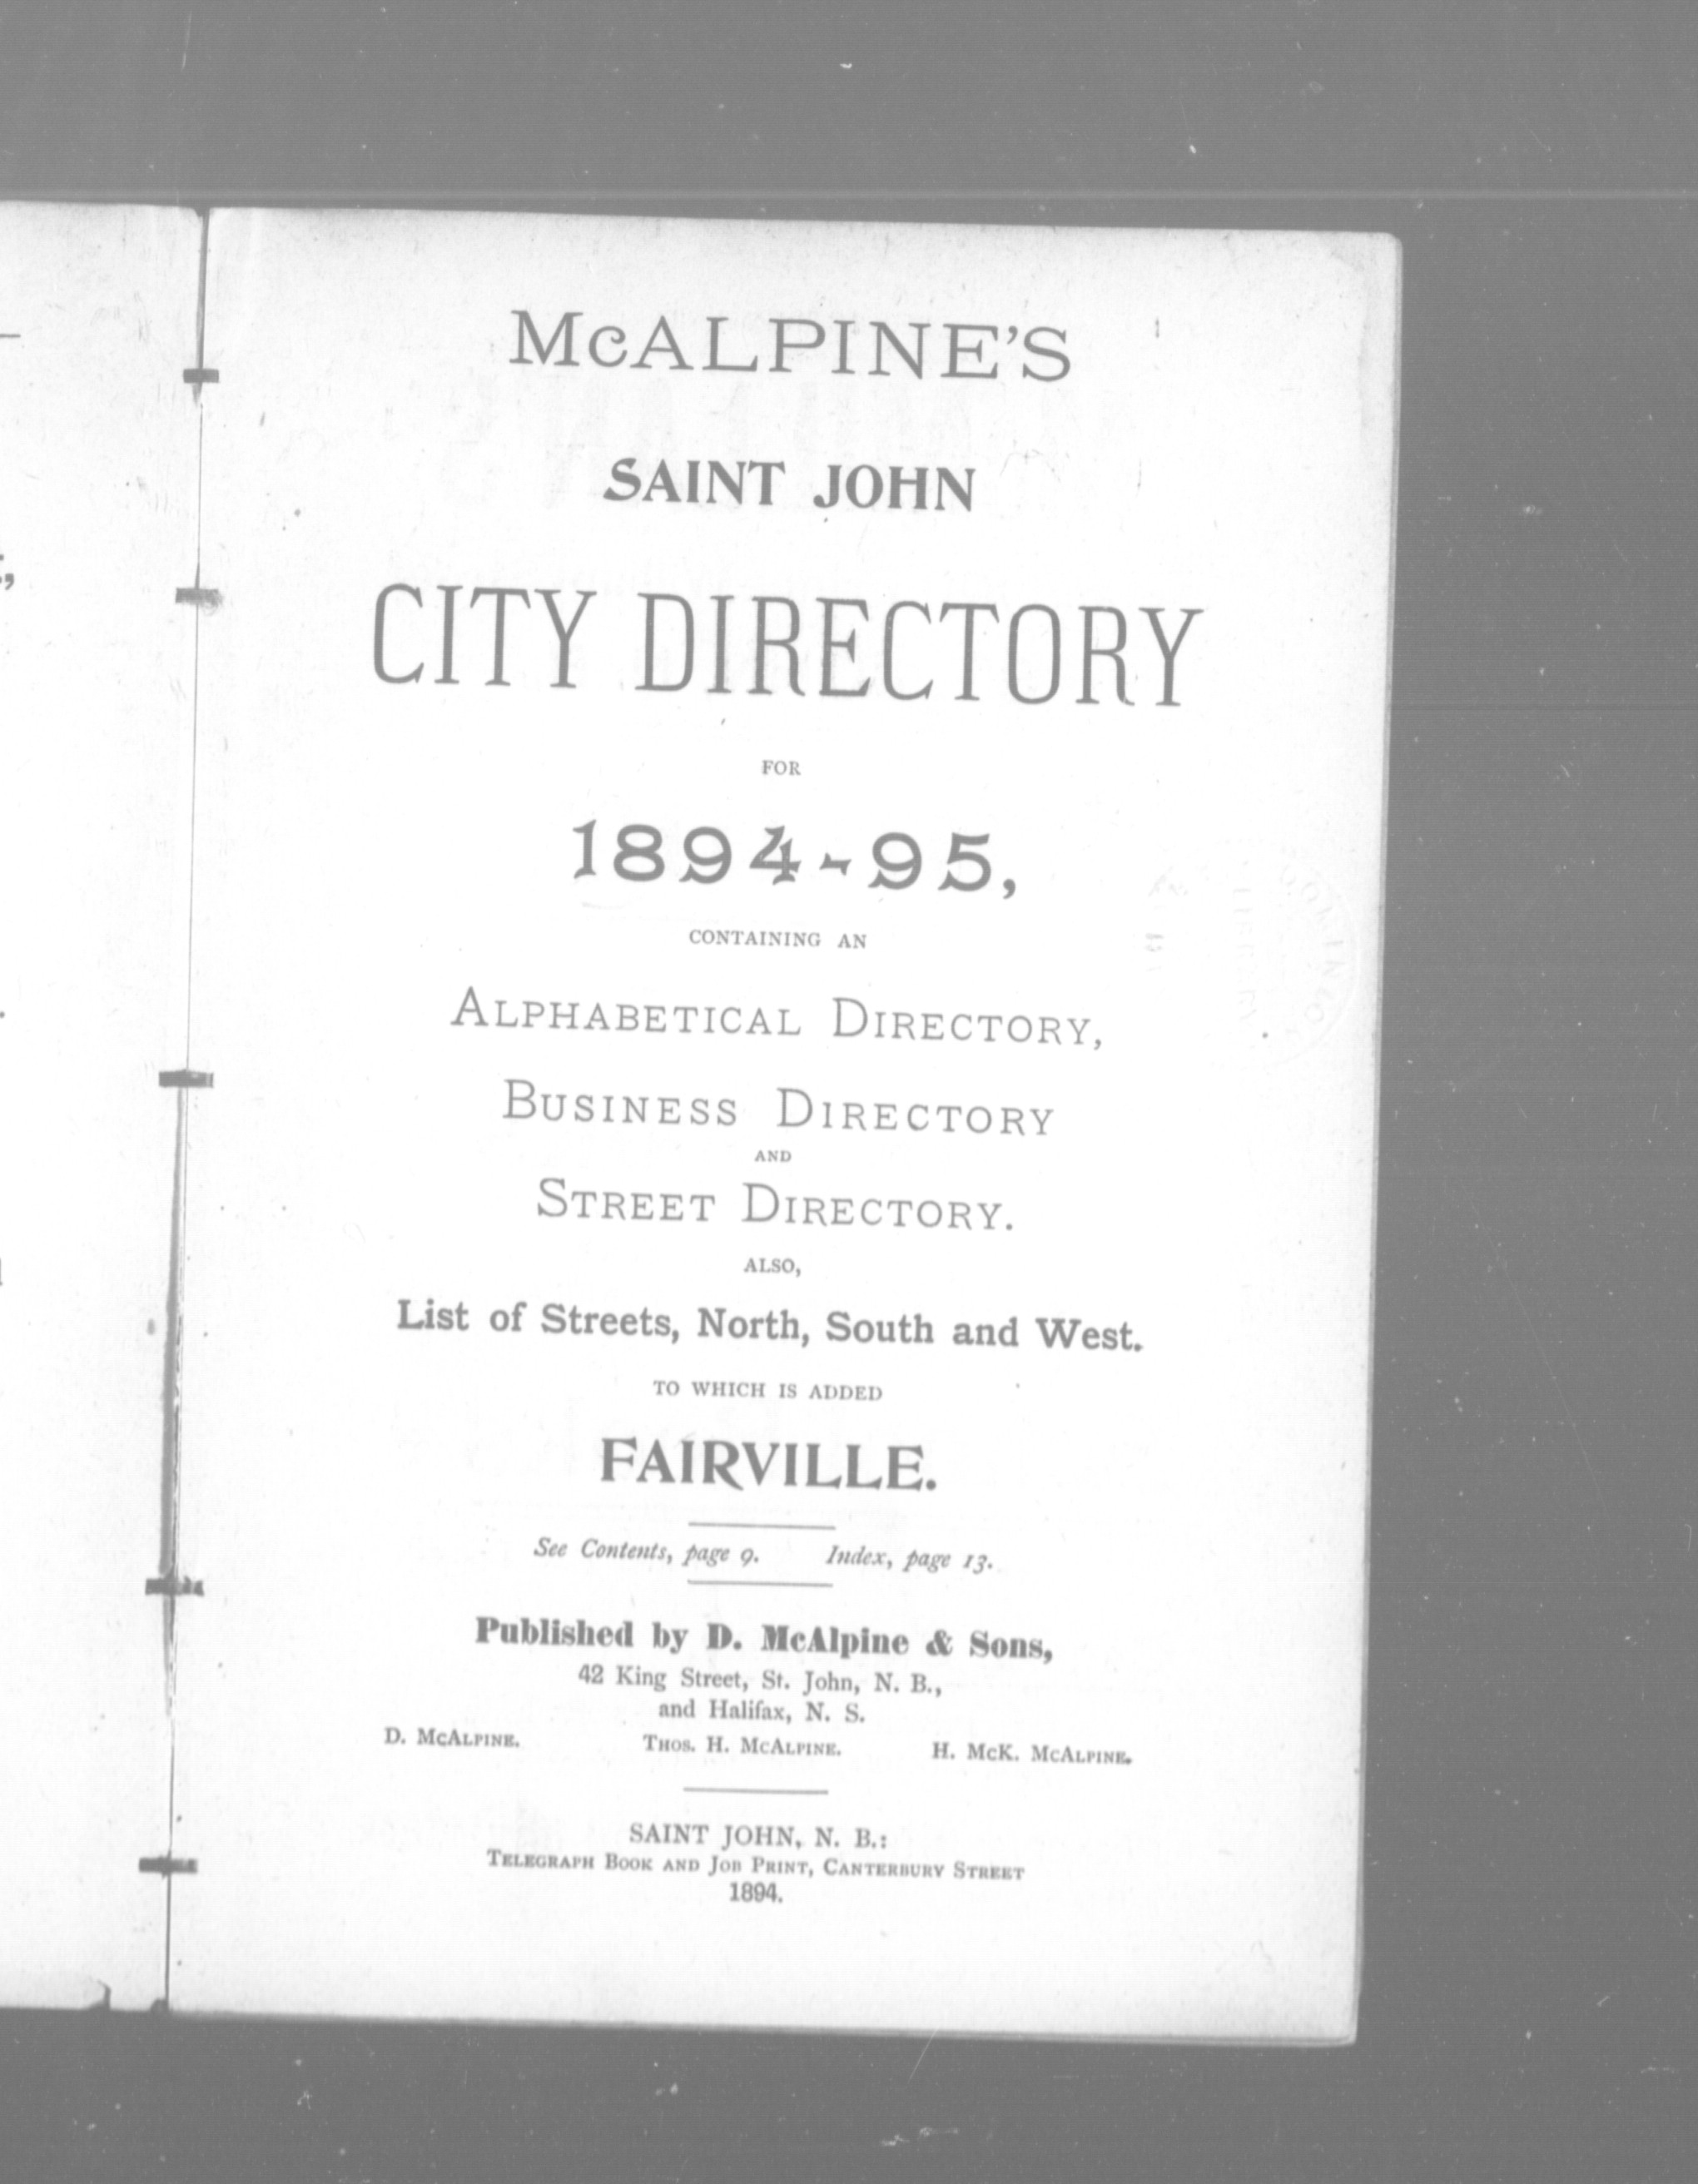 McALPINE'S
SAINT JOHN
CITY DIRECTORY
FOR
1894-95,
CONTAINING AN
ALPHABETICAL DIRECTORY,
BUSINESS DIRECTORY
AND
STREET DIRECTORY.
ALSO,
List of Streets, North, South and West.
TO WHICH IS ADDED
FAIRVILLE.
See Contents, page 9. Index, page 13.
Published by D. McAlpine & Sons,
42 King Street, St. John, N. B.,
and Halifax, N. S.
D. McALPINE. THOS. H. McALPINE. H. McK. McALPINE.
SAINT JOHN, N. B.:
TELEGRAPH BOOK AND JOB PRINT, CANTERBURY STREET
1894.